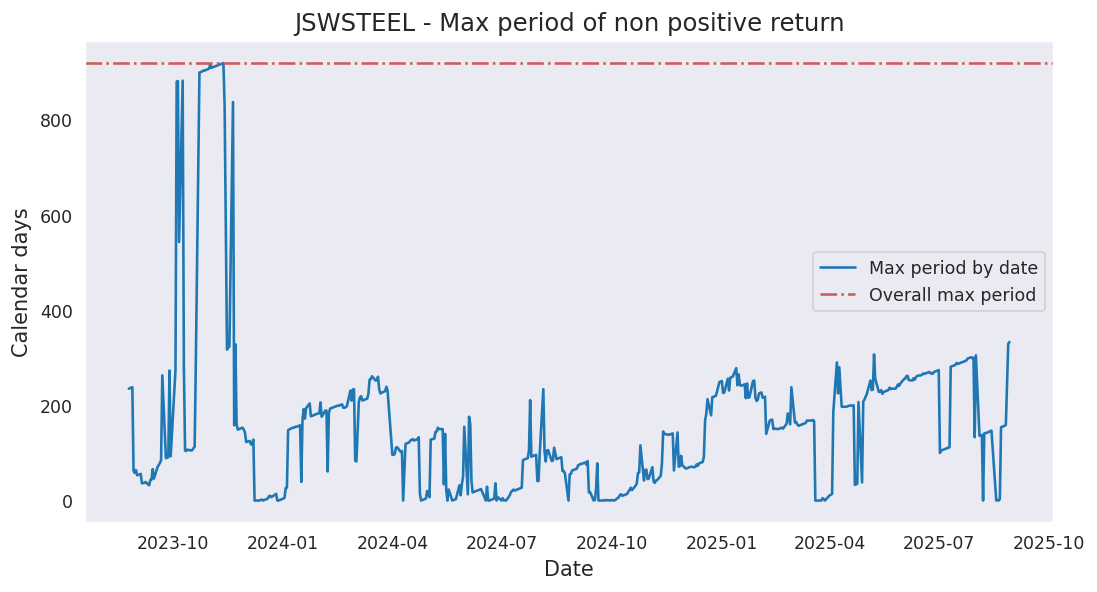 JSWSTEEL - Max period of non positive return
Calendar days
800
600
400
200
0
Max period by date
Overall max period
2023-10
2024-01
2024-04
2024-07
2024-10
2025-01
2025-04
2025-07
2025-10
Date